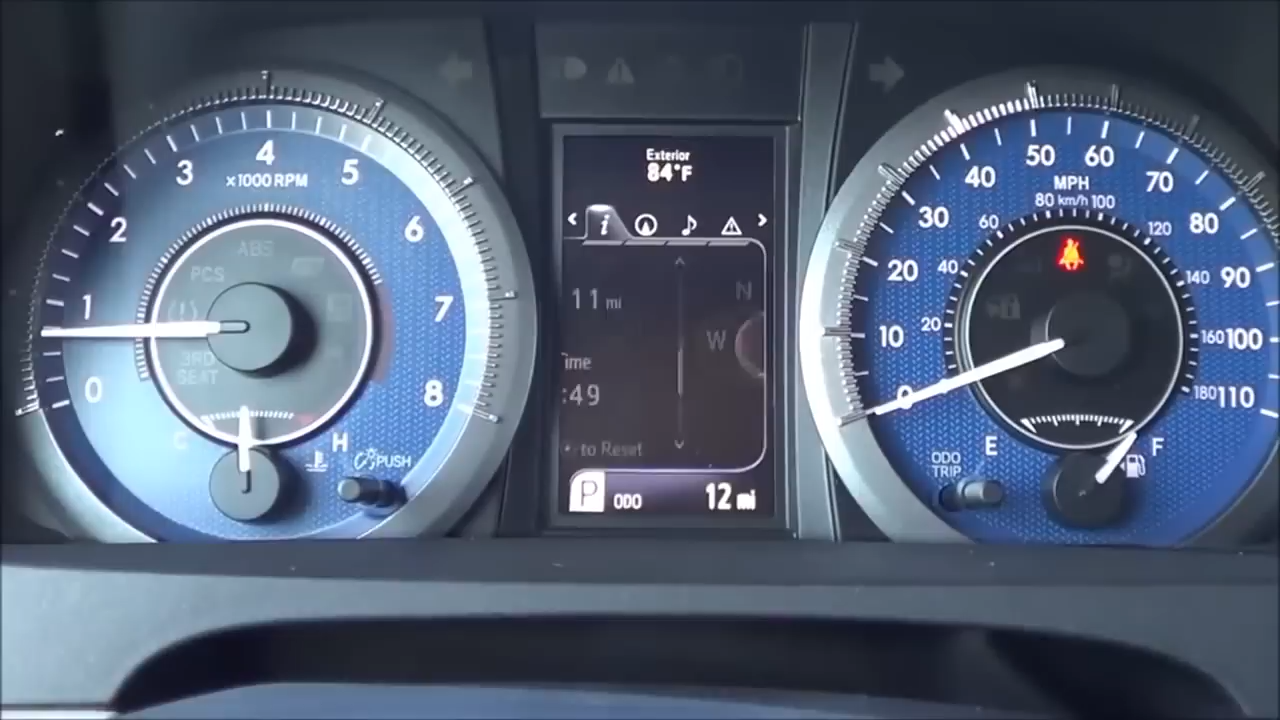 0
1
2
3
4
5
6
7
8
×1000 RPM
ABS
PCS
3RD
SEAT
C
H
PUSH
Exterior
84°F
i
11 mi
N
W
ime
:49
to Reset
P ODO 12 mi
0
10
20
30
40
50
60
70
80
90
100
110
MPH
80 km/h 100
20
40
60
120
140
160
180
E
F
ODO
TRIP